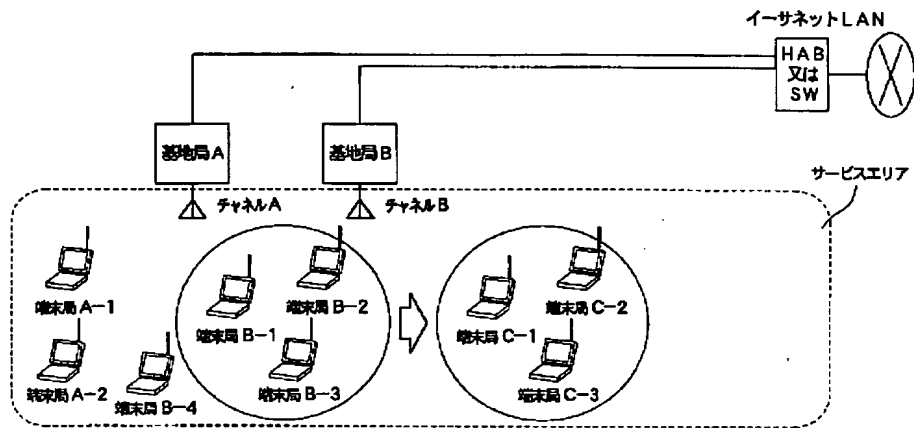 イーサネットLAN
HAB
又は
SW
基地局A
基地局B
サービスエリア
チャネルA
チャネルB
端末局A-1
端末局B-1
端末局B-2
端末局C-1
端末局C-2
端末局A-2
端末局B-4
端末局B-3
端末局C-3